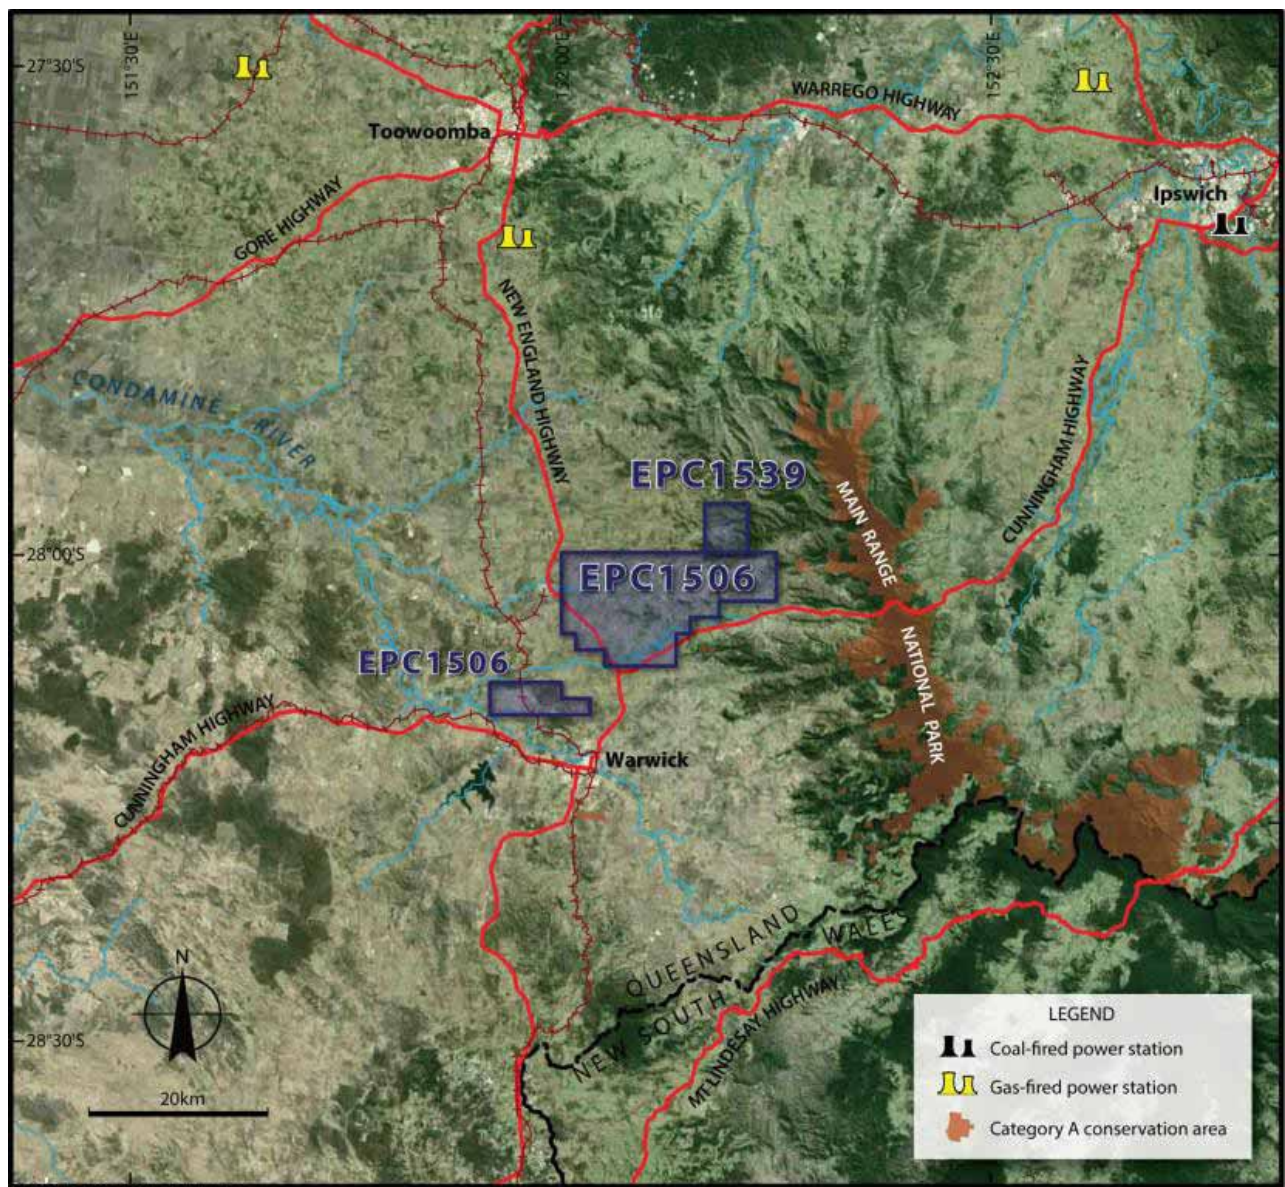 27°30'S
151°30'E
152°00'E
152°30'E
WARREGO HIGHWAY
Toowoomba
Ipswich
GORE HIGHWAY
NEW ENGLAND HIGHWAY
CONDAMINE
RIVER
CUNNINGHAM HIGHWAY
EPC1539
MAIN RANGE
28°00'S
EPC1506
EPC1506
NATIONAL PARK
CUNNINGHAM HIGHWAY
Warwick
QUEENSLAND
NEW SOUTH WALES
MT LINDESAY HIGHWAY
N
28°30'S
20km
LEGEND
Coal-fired power station
Gas-fired power station
Category A conservation area